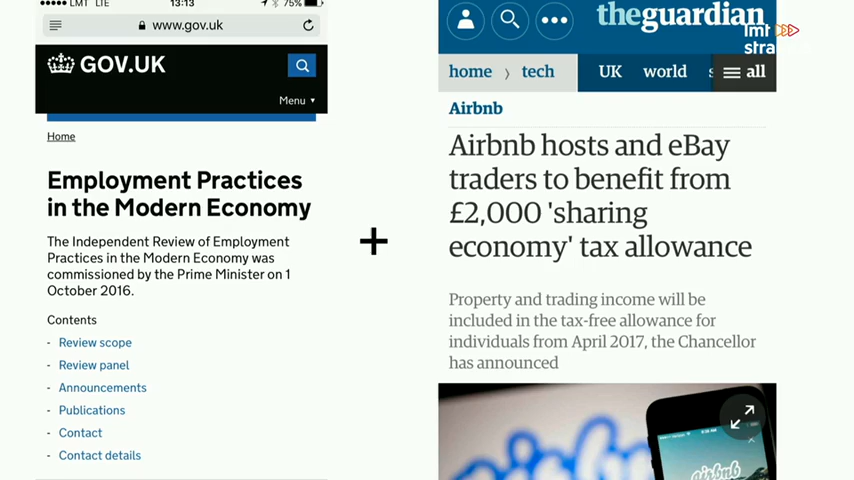 LMT LTE 13:13 75%
www.gov.uk
GOV.UK
Menu
Home
Employment Practices
in the Modern Economy
The Independent Review of Employment
Practices in the Modern Economy was
commissioned by the Prime Minister on 1
October 2016.
Contents
- Review scope
- Review panel
- Announcements
- Publications
- Contact
- Contact details
+
theguardian
lmt
stra
home › tech UK world s all
Airbnb
Airbnb hosts and eBay
traders to benefit from
£2,000 'sharing
economy' tax allowance
Property and trading income will be
included in the tax-free allowance for
individuals from April 2017, the Chancellor
has announced
airbnb